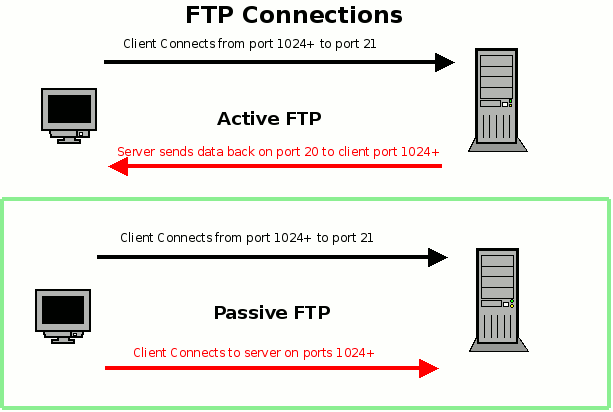 FTP Connections
Client Connects from port 1024+ to port 21
Active FTP
Server sends data back on port 20 to client port 1024+
Client Connects from port 1024+ to port 21
Passive FTP
Client Connects to server on ports 1024+